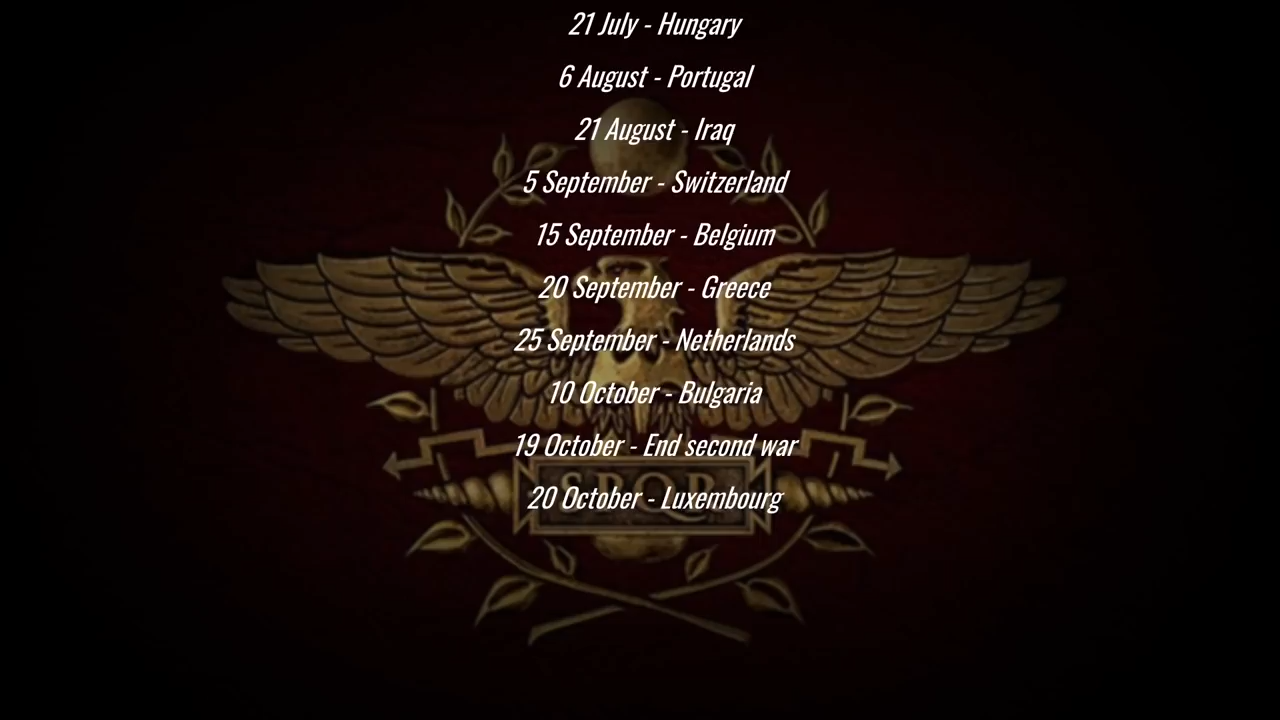 21 July - Hungary
6 August - Portugal
21 August - Iraq
5 September - Switzerland
15 September - Belgium
20 September - Greece
25 September - Netherlands
10 October - Bulgaria
19 October - End second war
20 October - Luxembourg
SPQR